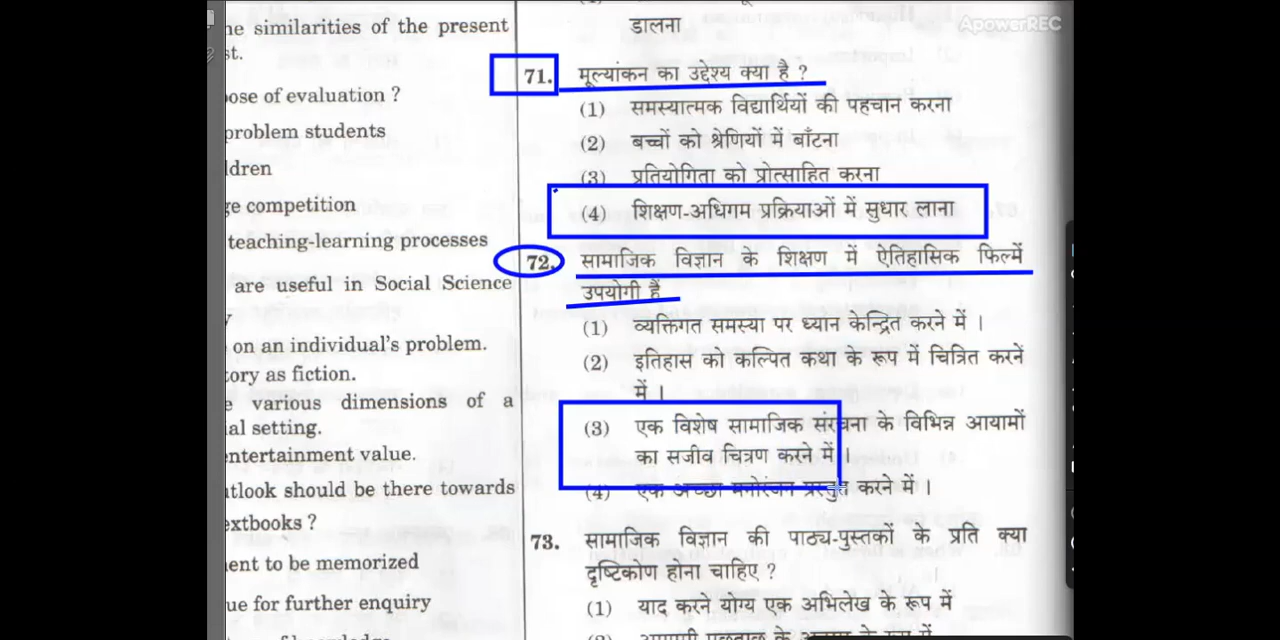 ApowerREC
he similarities of the present
st.
pose of evaluation ?
problem students
ldren
ge competition
teaching-learning processes
are useful in Social Science
y
on an individual's problem.
tory as fiction.
e various dimensions of a
ial setting.
entertainment value.
utlook should be there towards
extbooks ?
ent to be memorized
ue for further enquiry
डालना
71. मूल्यांकन का उद्देश्य क्या है ?
(1) समस्यात्मक विद्यार्थियों की पहचान करना
(2) बच्चों को श्रेणियों में बाँटना
(3) प्रतियोगिता को प्रोत्साहित करना
(4) शिक्षण-अधिगम प्रक्रियाओं में सुधार लाना
72. सामाजिक विज्ञान के शिक्षण में ऐतिहासिक फिल्में
उपयोगी हैं
(1) व्यक्तिगत समस्या पर ध्यान केन्द्रित करने में ।
(2) इतिहास को कल्पित कथा के रूप में चित्रित करनें
में ।
(3) एक विशेष सामाजिक संरचना के विभिन्न आयामों
का सजीव चित्रण करने में ।
(4) एक अच्छा मनोरंजन प्रस्तुत करने में ।
73. सामाजिक विज्ञान की पाठ्य-पुस्तकों के प्रति क्या
दृष्टिकोण होना चाहिए ?
(1) याद करने योग्य एक अभिलेख के रूप में